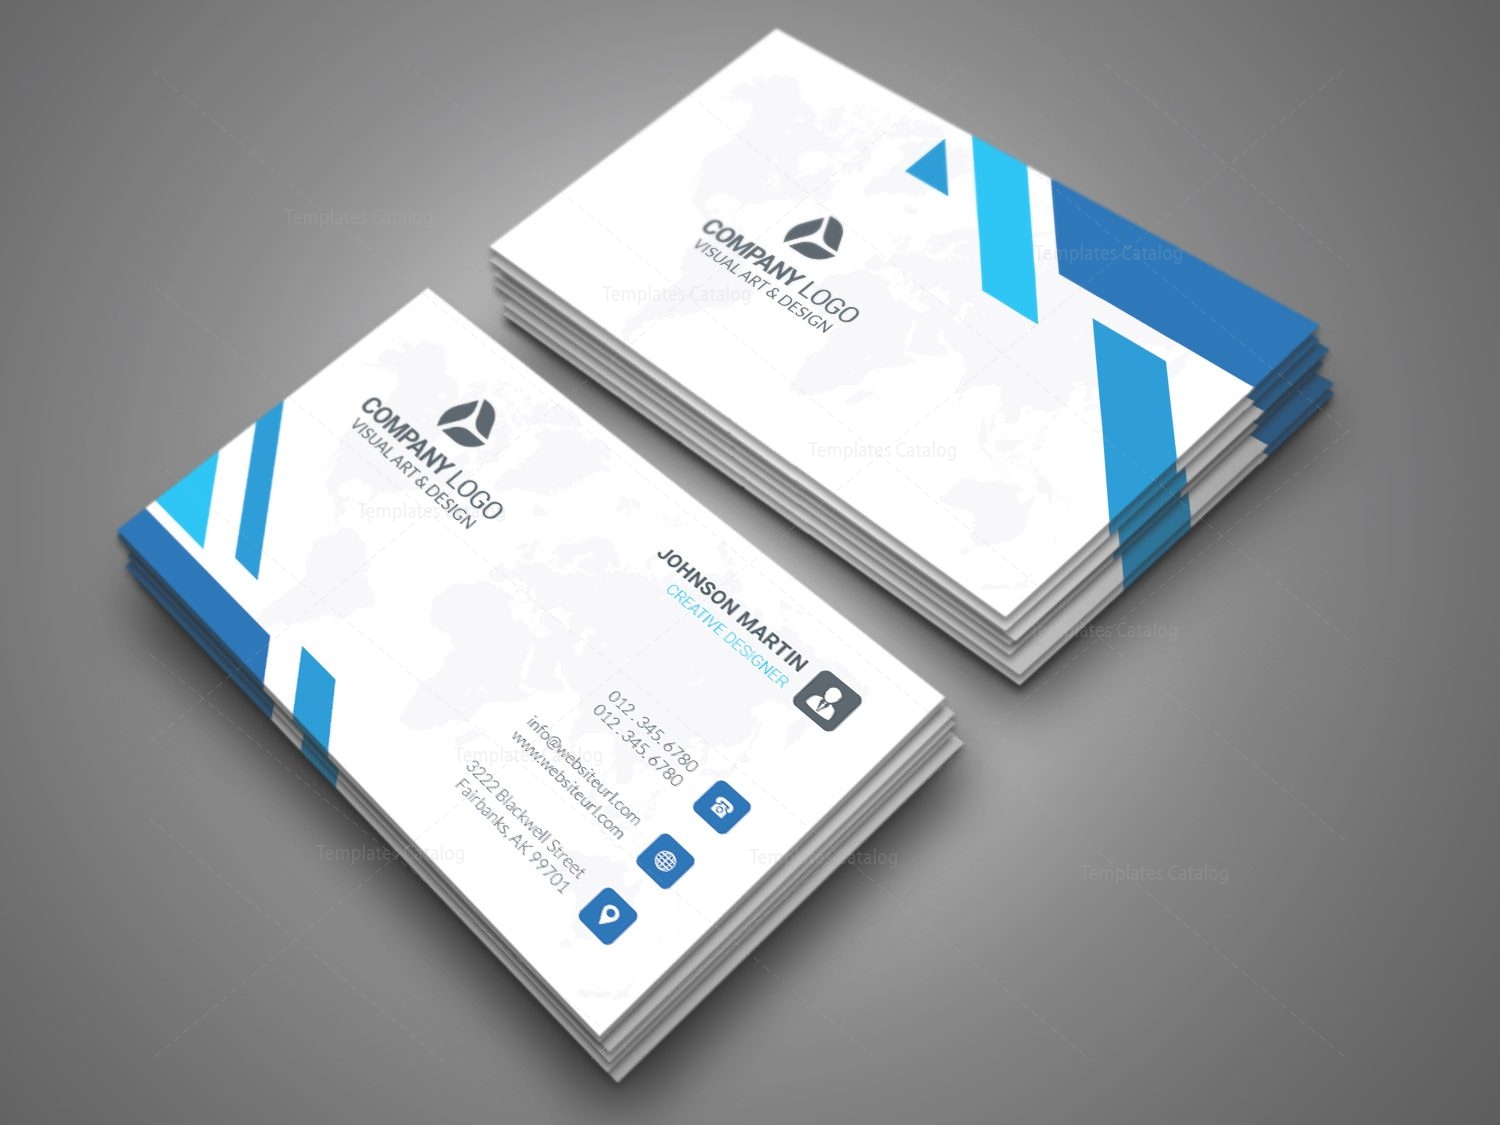 COMPANY LOGO
VISUAL ART & DESIGN
COMPANY LOGO
VISUAL ART & DESIGN
JOHNSON MARTIN
CREATIVE DESIGNER
012. 345. 6780
012. 345. 6780
info@websiteurl.com
www.websiteurl.com
3222 Blackwell Street
Fairbanks, AK 99701
Templates Catalog
Templates Catalog
Templates Catalog
Templates Catalog
Templates Catalog
Templates Catalog
Templates Catalog
Templates Catalog
Templates Catalog
Templates Catalog